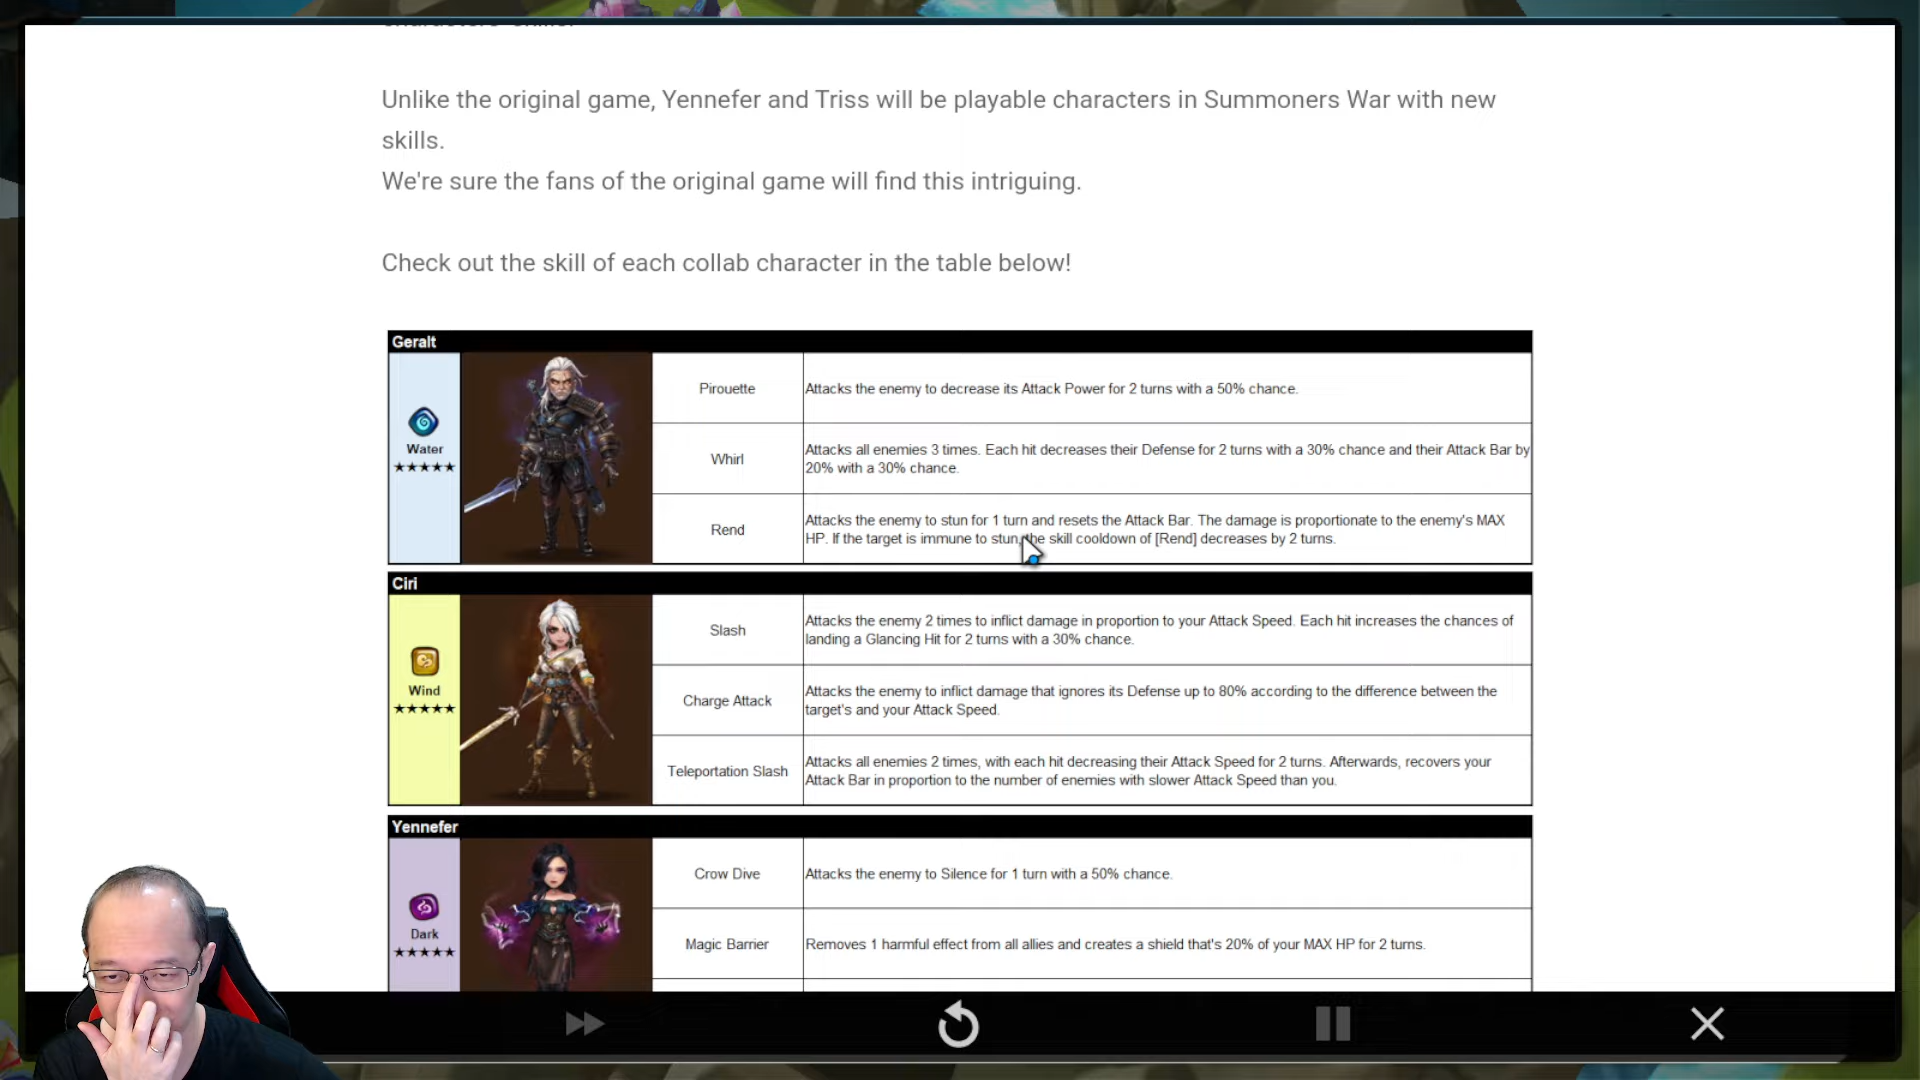 Unlike the original game, Yennefer and Triss will be playable characters in Summoners War with new
skills.
We're sure the fans of the original game will find this intriguing.
Check out the skill of each collab character in the table below!
Geralt
Water
★★★★★
Pirouette
Attacks the enemy to decrease its Attack Power for 2 turns with a 50% chance.
Whirl
Attacks all enemies 3 times. Each hit decreases their Defense for 2 turns with a 30% chance and their Attack Bar by
20% with a 30% chance.
Rend
Attacks the enemy to stun for 1 turn and resets the Attack Bar. The damage is proportionate to the enemy's MAX
HP. If the target is immune to stun, the skill cooldown of [Rend] decreases by 2 turns.
Ciri
Wind
★★★★★
Slash
Attacks the enemy 2 times to inflict damage in proportion to your Attack Speed. Each hit increases the chances of
landing a Glancing Hit for 2 turns with a 30% chance.
Charge Attack
Attacks the enemy to inflict damage that ignores its Defense up to 80% according to the difference between the
target's and your Attack Speed.
Teleportation Slash
Attacks all enemies 2 times, with each hit decreasing their Attack Speed for 2 turns. Afterwards, recovers your
Attack Bar in proportion to the number of enemies with slower Attack Speed than you.
Yennefer
Dark
★★★★★
Crow Dive
Attacks the enemy to Silence for 1 turn with a 50% chance.
Magic Barrier
Removes 1 harmful effect from all allies and creates a shield that's 20% of your MAX HP for 2 turns.